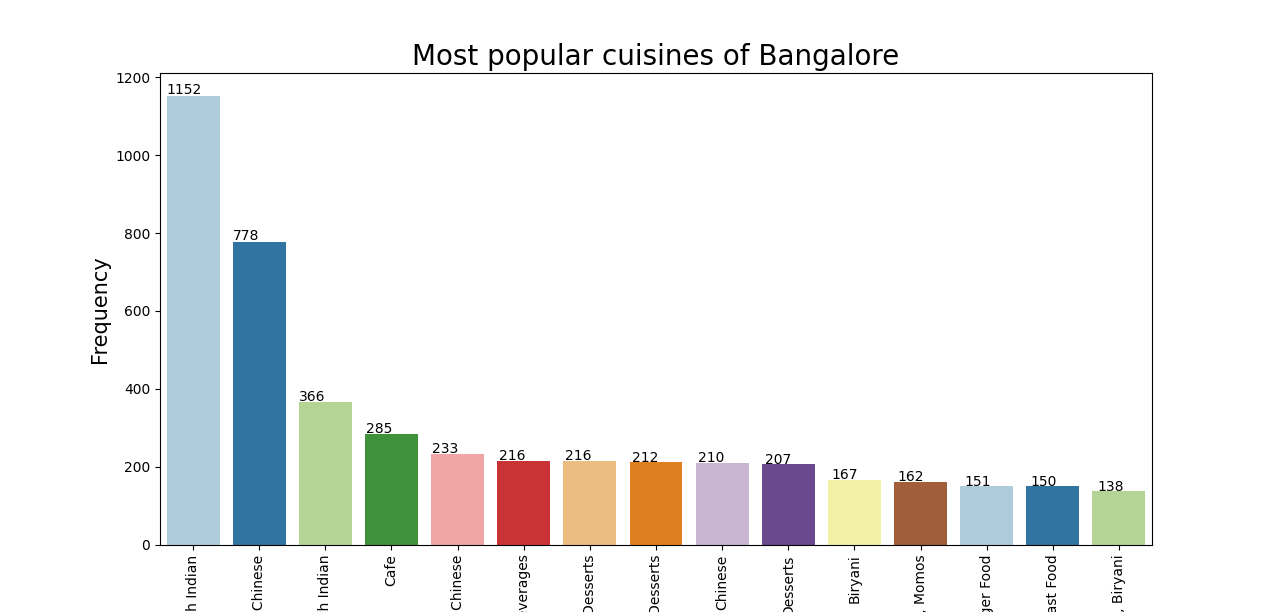 Most popular cuisines of Bangalore
Frequency
1200
1000
800
600
400
200
0
1152
778
366
285
233
216
216
212
210
207
167
162
151
150
138
h Indian
Chinese
h Indian
Cafe
Chinese
verages
Desserts
Desserts
Chinese
Desserts
Biryani
, Momos
ger Food
ast Food
, Biryani